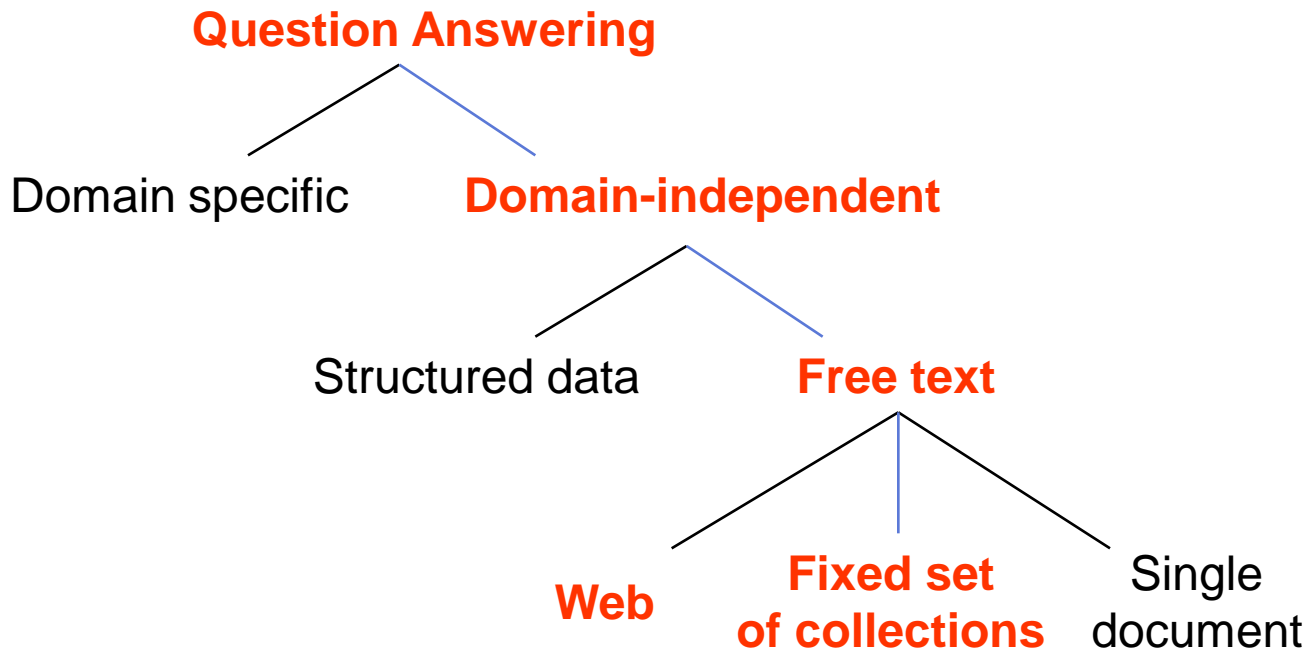 Question Answering
Domain specific
Domain-independent
Structured data
Free text
Web
Fixed set
of collections
Single
document